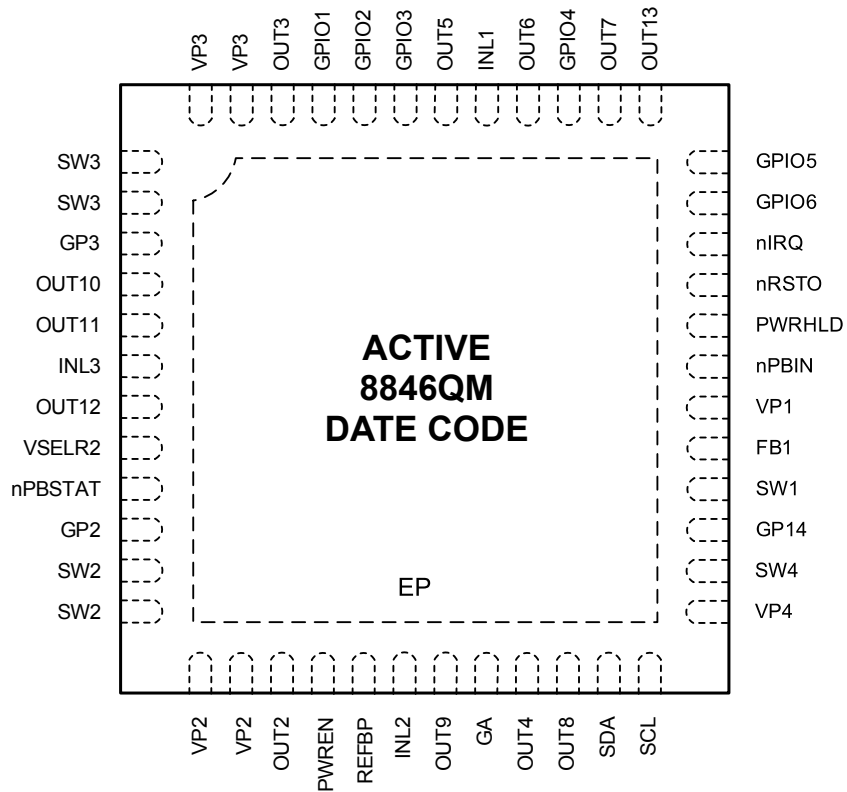 VP3
VP3
OUT3
GPIO1
GPIO2
GPIO3
OUT5
INL1
OUT6
GPIO4
OUT7
OUT13
SW3
SW3
GP3
OUT10
OUT11
INL3
OUT12
VSELR2
nPBSTAT
GP2
SW2
SW2
ACTIVE
8846QM
DATE CODE
EP
GPIO5
GPIO6
nIRQ
nRSTO
PWRHLD
nPBIN
VP1
FB1
SW1
GP14
SW4
VP4
VP2
VP2
OUT2
PWREN
REFBP
INL2
OUT9
GA
OUT4
OUT8
SDA
SCL